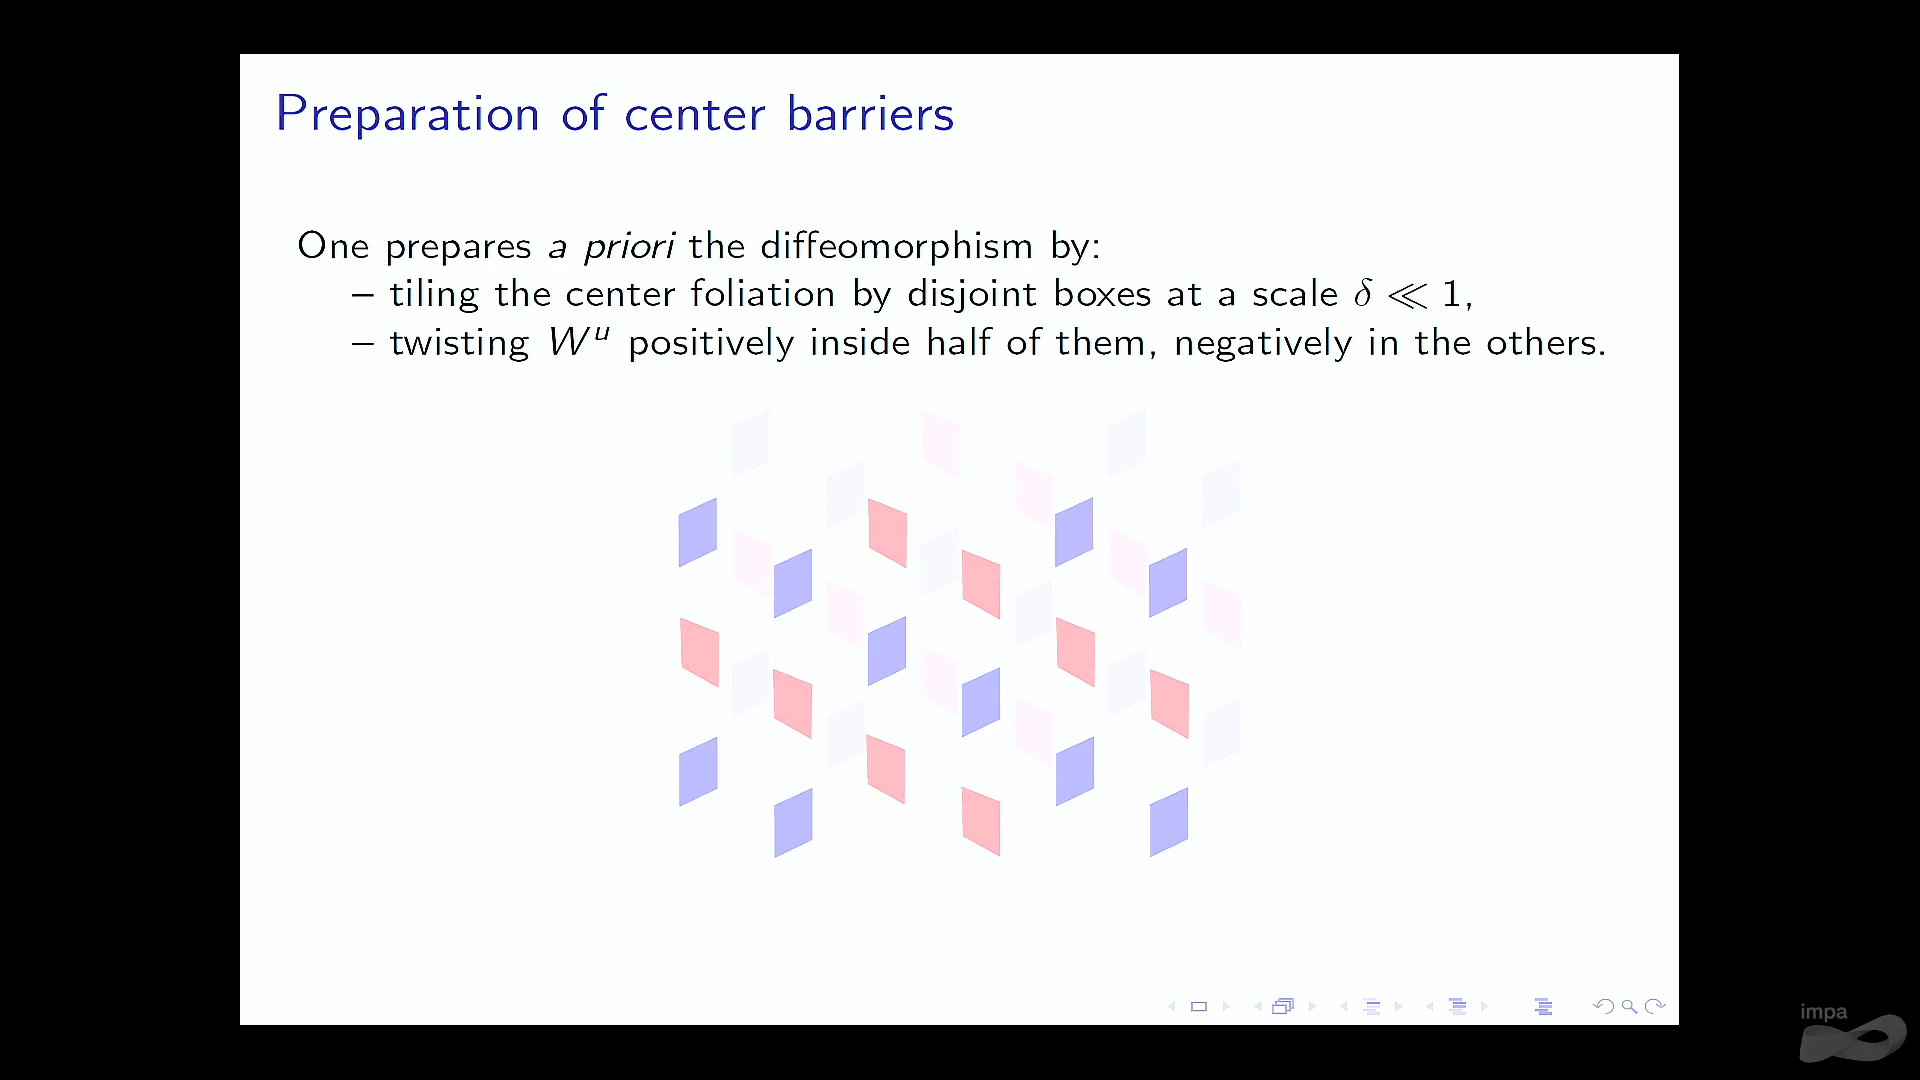 Preparation of center barriers
One prepares a priori the diffeomorphism by:
– tiling the center foliation by disjoint boxes at a scale δ ≪ 1,
– twisting Wᵘ positively inside half of them, negatively in the others.
impa